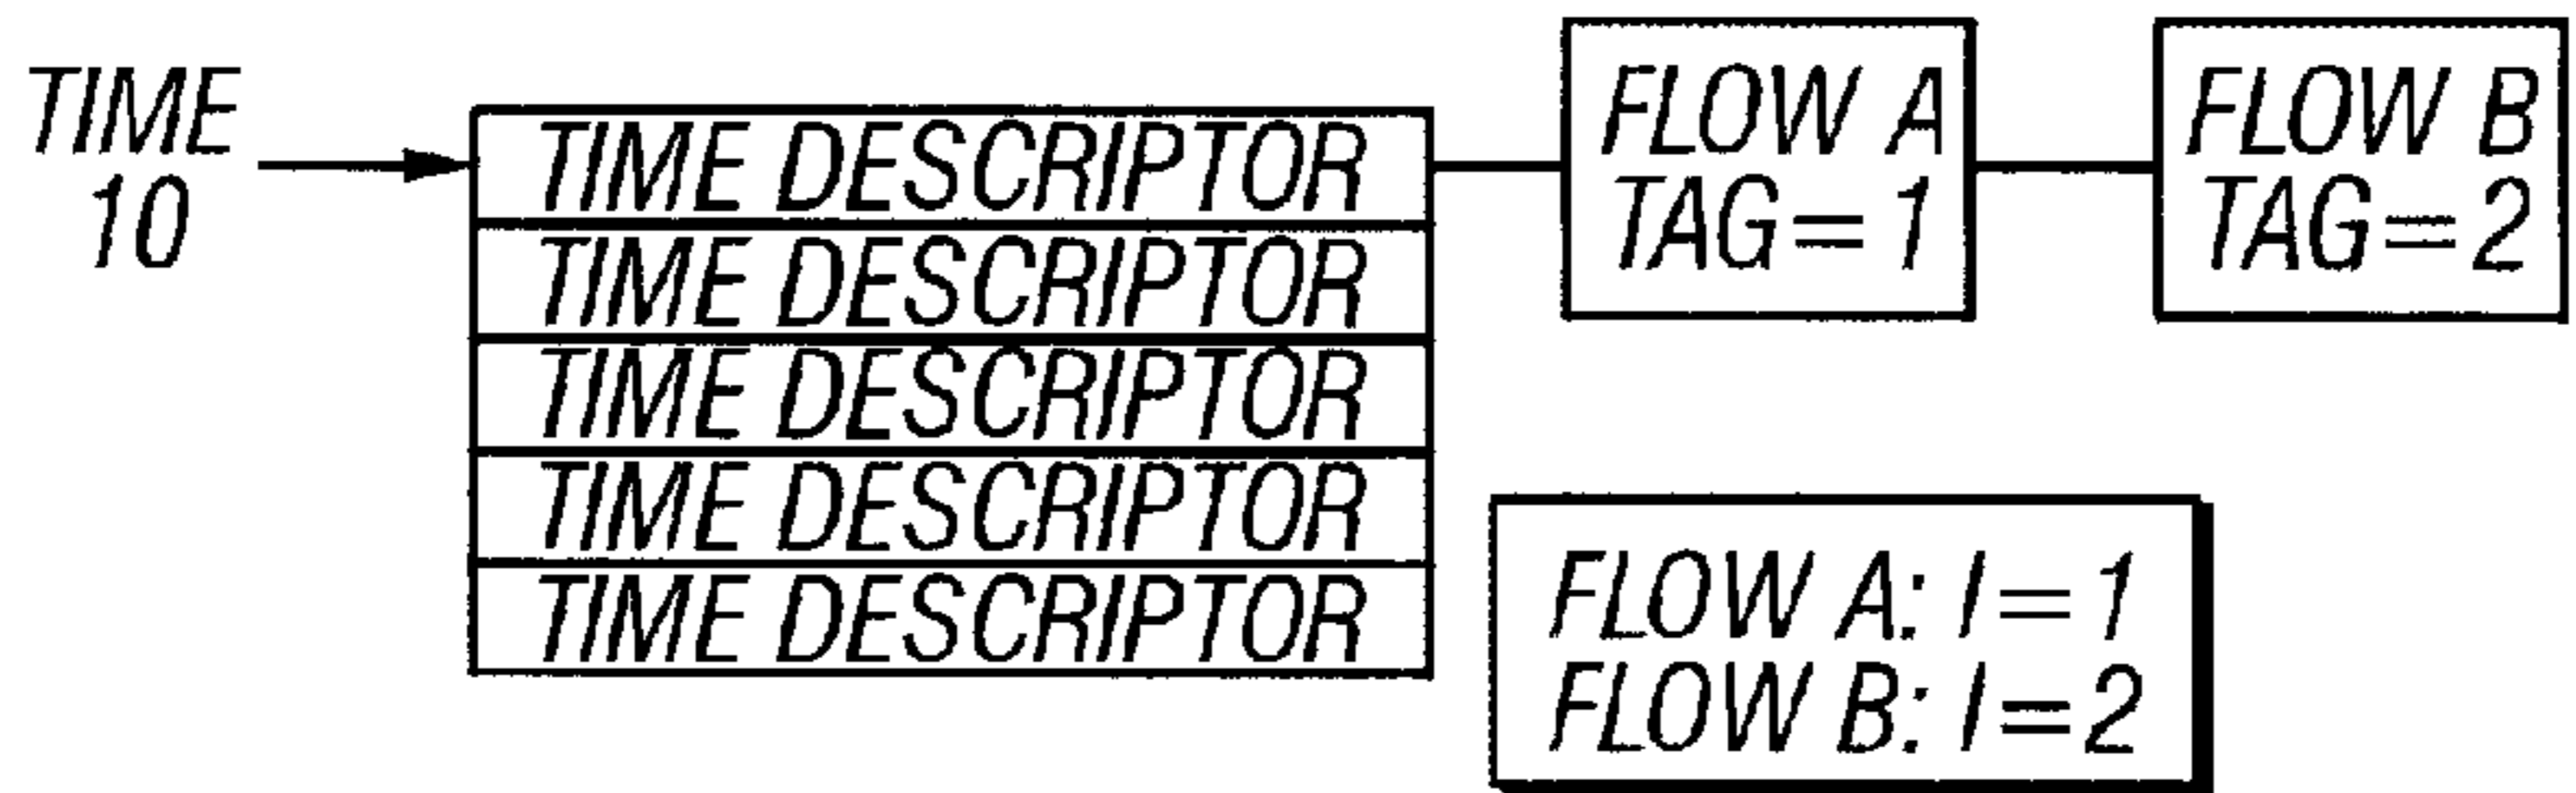 TIME
10
TIME DESCRIPTOR
TIME DESCRIPTOR
TIME DESCRIPTOR
TIME DESCRIPTOR
TIME DESCRIPTOR
FLOW A
TAG=1
FLOW B
TAG=2
FLOW A: I=1
FLOW B: I=2